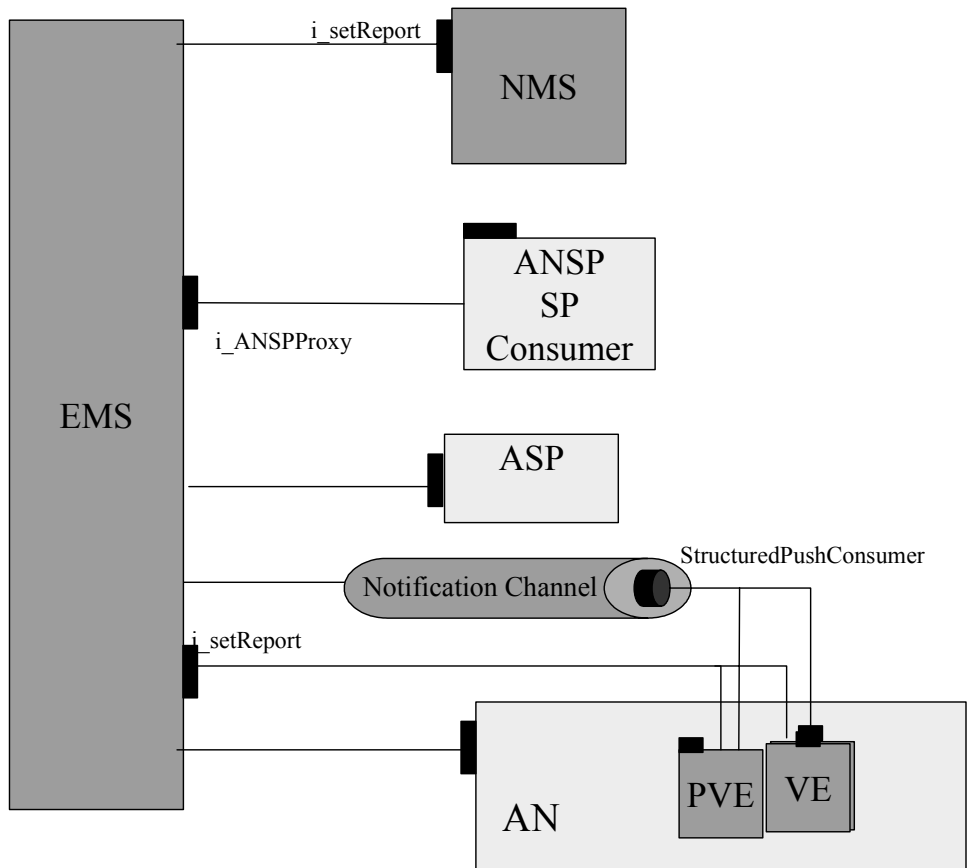 i_setReport
NMS
ANSP
SP
Consumer
i_ANSPProxy
EMS
ASP
StructuredPushConsumer
Notification Channel
i_setReport
PVE
VE
AN